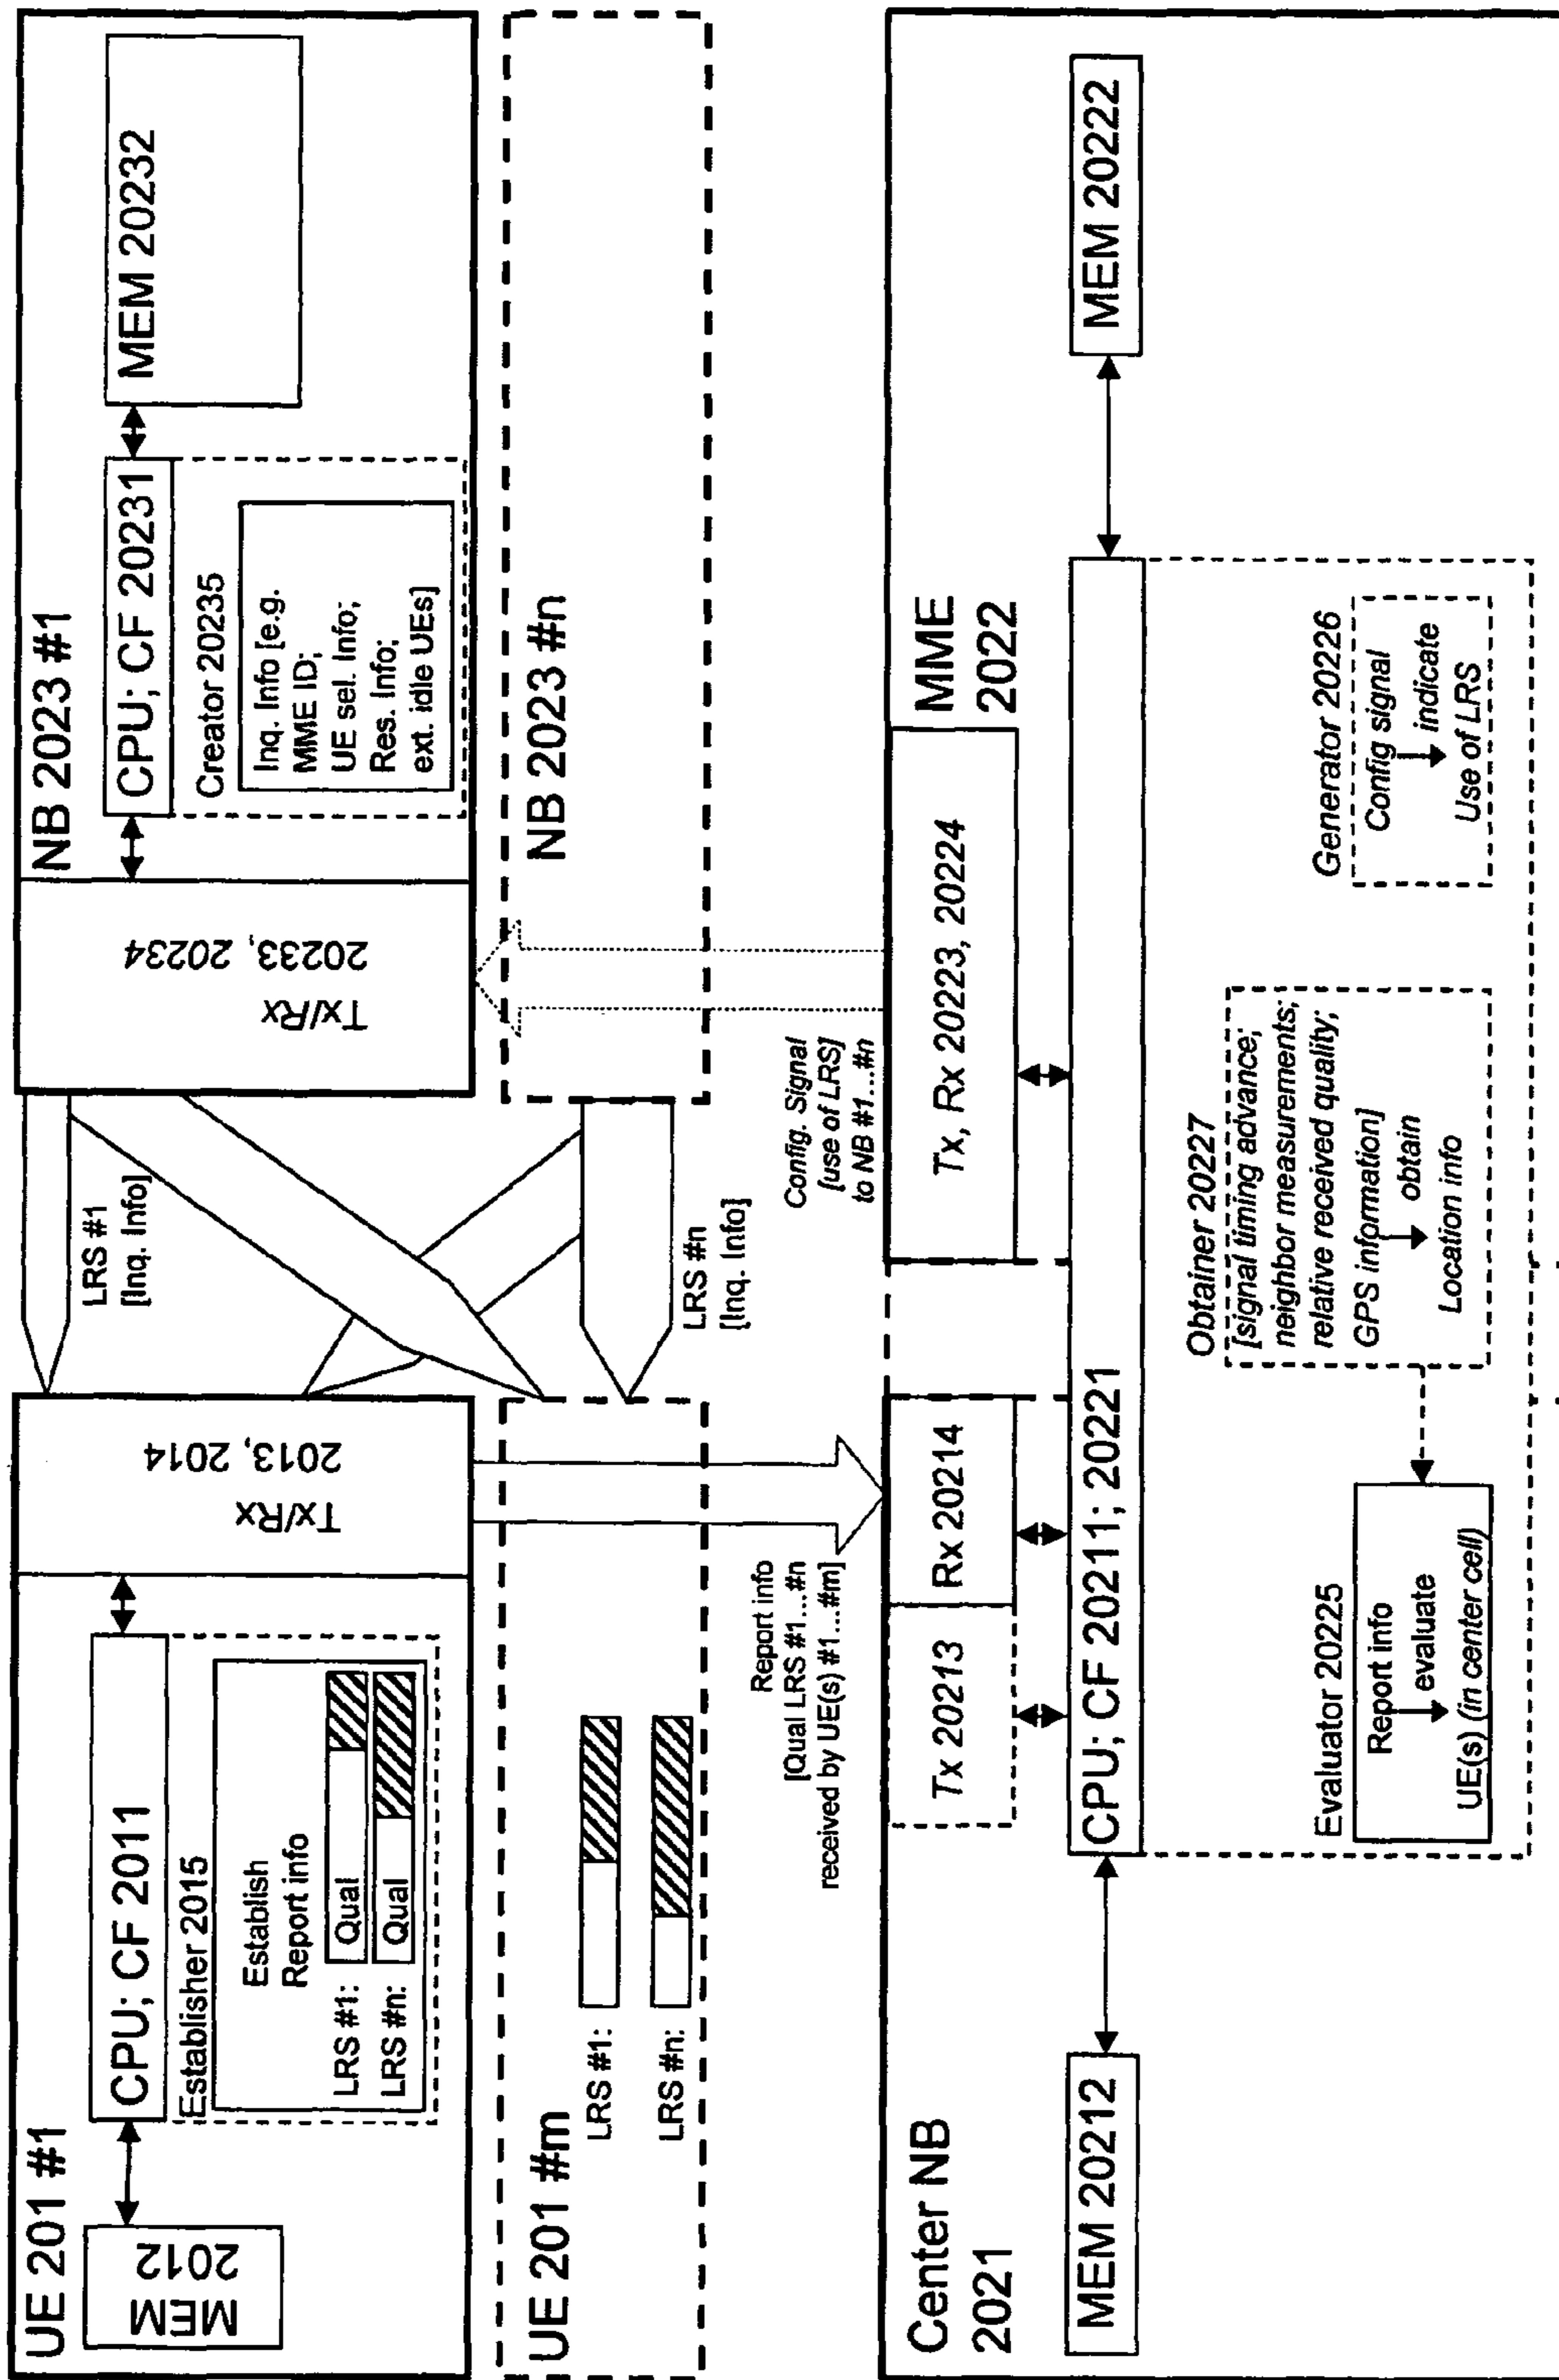 UE 201 #1
MEM
2012
CPU; CF 2011
Establisher 2015
Establish
Report info
LRS #1:
Qual
LRS #n:
Qual
Tx/Rx
2013, 2014
LRS #1
[Inq. Info]
NB 2023 #1
Tx/Rx
20233, 20234
CPU; CF 20231
Creator 20235
Inq. Info [e.g.
MME ID;
UE sel. Info;
Res. Info;
ext. idle UEs]
MEM 20232
UE 201 #m
LRS #1:
LRS #n:
LRS #n
[Inq. Info]
NB 2023 #n
Report info
[Qual LRS #1...#n
received by UE(s) #1...#m]
Config. Signal
[use of LRS]
to NB #1...#n
Center NB
2021
Tx 20213
Rx 20214
Tx, Rx 20223, 20224
MME
2022
MEM 20212
CPU; CF 20211; 20221
MEM 20222
Evaluator 20225
Report info
evaluate
UE(s) (in center cell)
Obtainer 20227
[signal timing advance;
neighbor measurements;
relative received quality;
GPS information]
obtain
Location info
Generator 20226
Config signal
indicate
Use of LRS